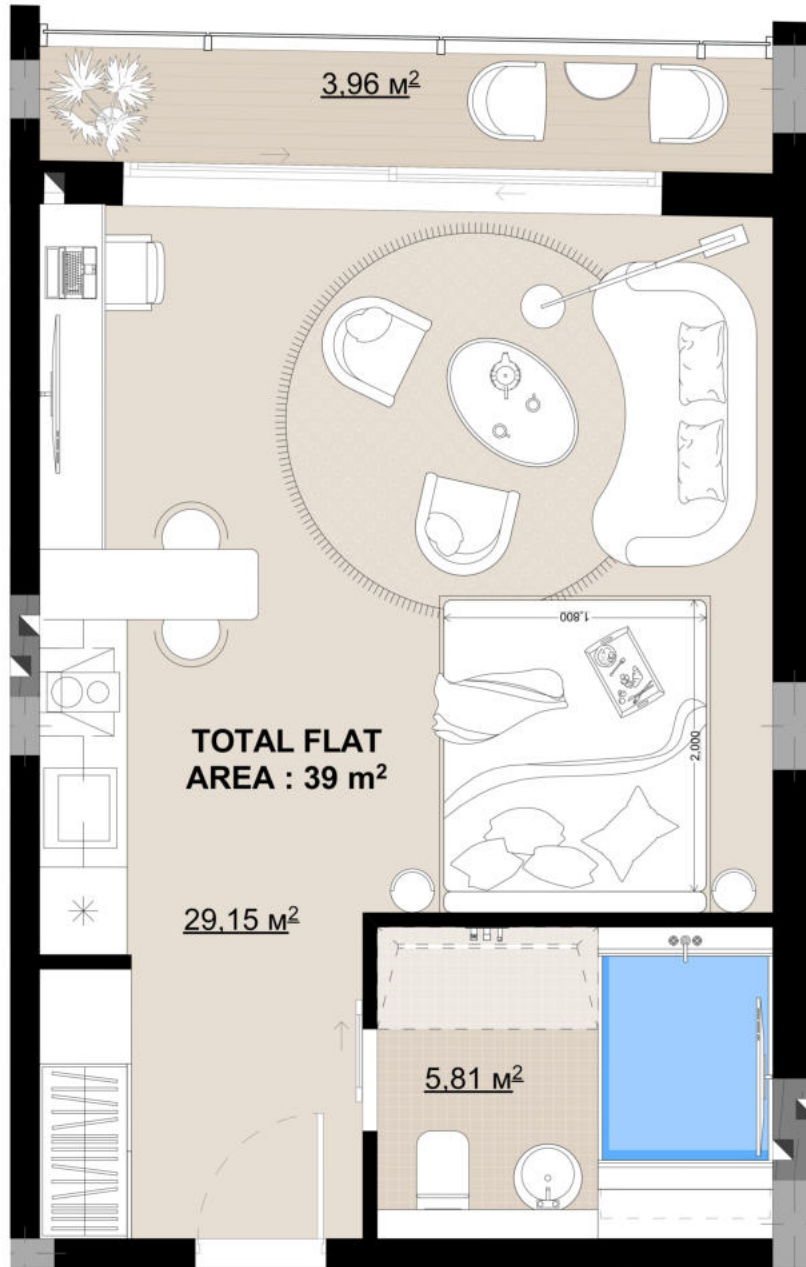 3,96 м²
1,800
2,000
TOTAL FLAT
AREA : 39 m²
29,15 м²
5,81 м²